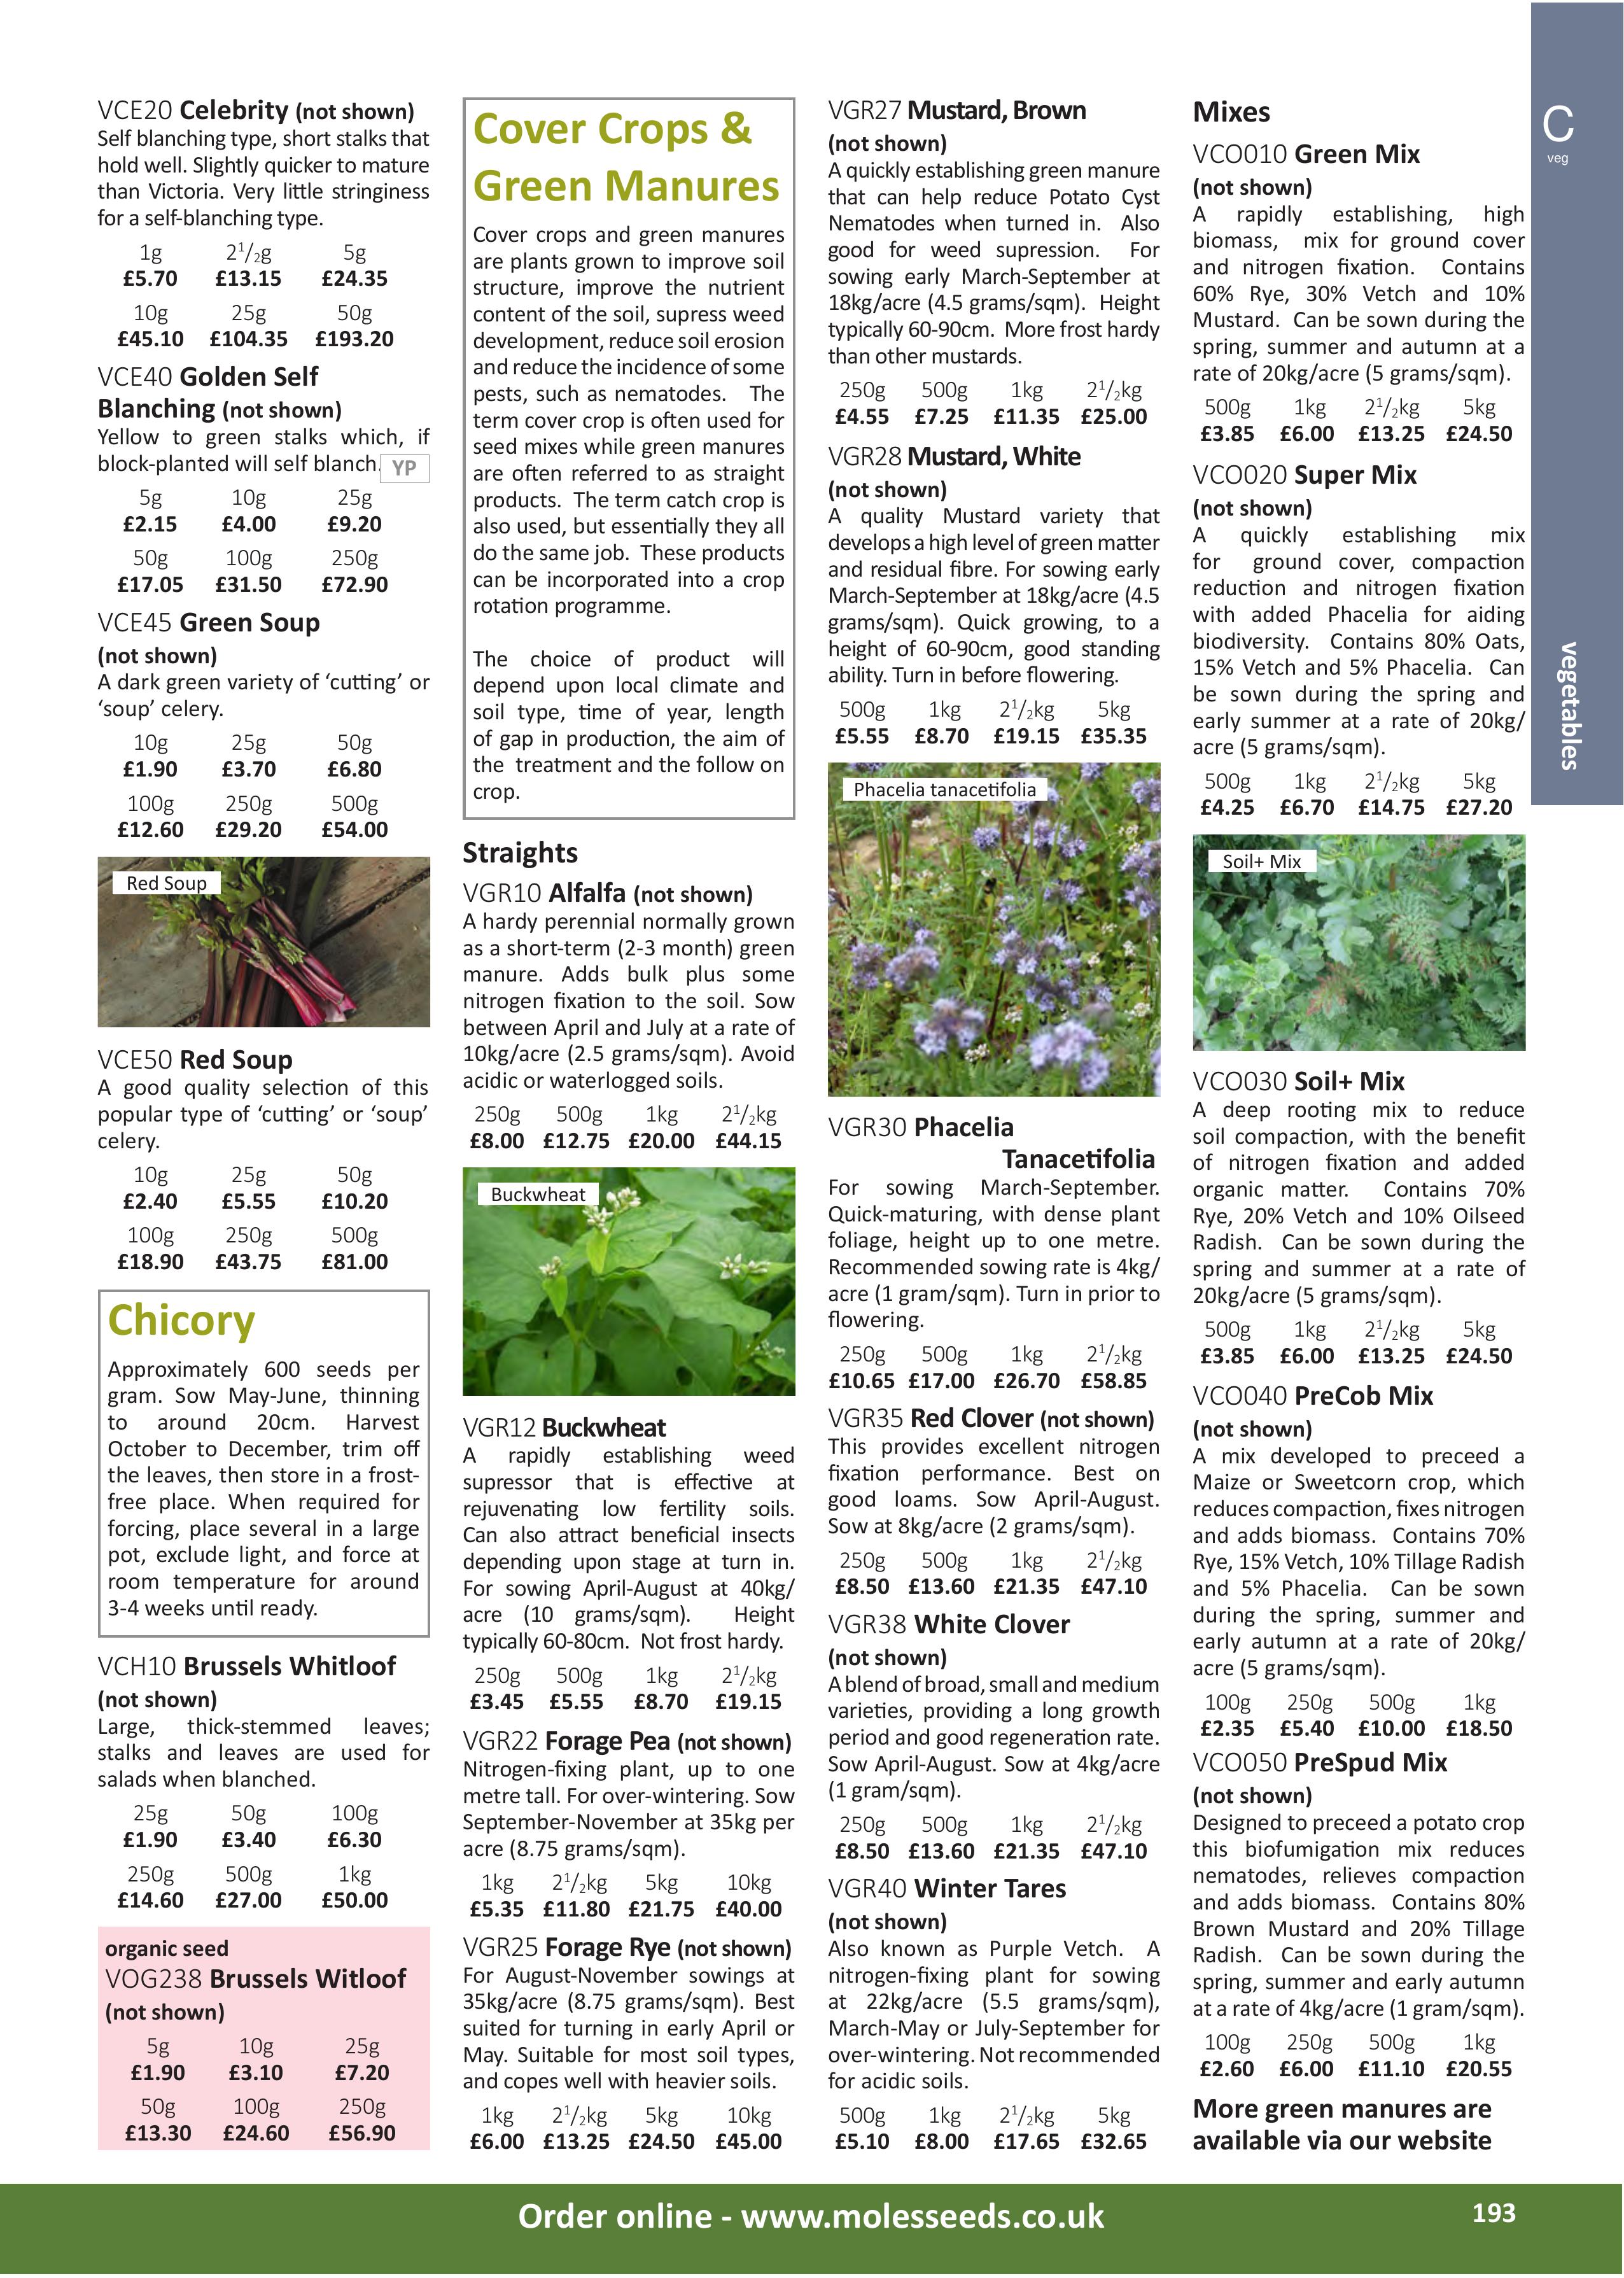 VCE20 Celebrity (not shown)
Self blanching type, short stalks that
hold well. Slightly quicker to mature
than Victoria. Very little stringiness
for a self-blanching type.
1g 2¹/₂g 5g
£5.70 £13.15 £24.35
10g 25g 50g
£45.10 £104.35 £193.20
VCE40 Golden Self
Blanching (not shown)
Yellow to green stalks which, if
block-planted will self blanch.
YP
5g 10g 25g
£2.15 £4.00 £9.20
50g 100g 250g
£17.05 £31.50 £72.90
VCE45 Green Soup
(not shown)
A dark green variety of ‘cutting’ or
‘soup’ celery.
10g 25g 50g
£1.90 £3.70 £6.80
100g 250g 500g
£12.60 £29.20 £54.00
Red Soup
VCE50 Red Soup
A good quality selection of this
popular type of ‘cutting’ or ‘soup’
celery.
10g 25g 50g
£2.40 £5.55 £10.20
100g 250g 500g
£18.90 £43.75 £81.00
Chicory
Approximately 600 seeds per
gram. Sow May-June, thinning
to around 20cm. Harvest
October to December, trim off
the leaves, then store in a frost-
free place. When required for
forcing, place several in a large
pot, exclude light, and force at
room temperature for around
3-4 weeks until ready.
VCH10 Brussels Whitloof
(not shown)
Large, thick-stemmed leaves;
stalks and leaves are used for
salads when blanched.
25g 50g 100g
£1.90 £3.40 £6.30
250g 500g 1kg
£14.60 £27.00 £50.00
organic seed
VOG238 Brussels Witloof
(not shown)
5g 10g 25g
£1.90 £3.10 £7.20
50g 100g 250g
£13.30 £24.60 £56.90
Cover Crops &
Green Manures
Cover crops and green manures
are plants grown to improve soil
structure, improve the nutrient
content of the soil, supress weed
development, reduce soil erosion
and reduce the incidence of some
pests, such as nematodes. The
term cover crop is often used for
seed mixes while green manures
are often referred to as straight
products. The term catch crop is
also used, but essentially they all
do the same job. These products
can be incorporated into a crop
rotation programme.
The choice of product will
depend upon local climate and
soil type, time of year, length
of gap in production, the aim of
the treatment and the follow on
crop.
Straights
VGR10 Alfalfa (not shown)
A hardy perennial normally grown
as a short-term (2-3 month) green
manure. Adds bulk plus some
nitrogen fixation to the soil. Sow
between April and July at a rate of
10kg/acre (2.5 grams/sqm). Avoid
acidic or waterlogged soils.
250g 500g 1kg 2¹/₂kg
£8.00 £12.75 £20.00 £44.15
Buckwheat
VGR12 Buckwheat
A rapidly establishing weed
supressor that is effective at
rejuvenating low fertility soils.
Can also attract beneficial insects
depending upon stage at turn in.
For sowing April-August at 40kg/
acre (10 grams/sqm). Height
typically 60-80cm. Not frost hardy.
250g 500g 1kg 2¹/₂kg
£3.45 £5.55 £8.70 £19.15
VGR22 Forage Pea (not shown)
Nitrogen-fixing plant, up to one
metre tall. For over-wintering. Sow
September-November at 35kg per
acre (8.75 grams/sqm).
1kg 2¹/₂kg 5kg 10kg
£5.35 £11.80 £21.75 £40.00
VGR25 Forage Rye (not shown)
For August-November sowings at
35kg/acre (8.75 grams/sqm). Best
suited for turning in early April or
May. Suitable for most soil types,
and copes well with heavier soils.
1kg 2¹/₂kg 5kg 10kg
£6.00 £13.25 £24.50 £45.00
VGR27 Mustard, Brown
(not shown)
A quickly establishing green manure
that can help reduce Potato Cyst
Nematodes when turned in. Also
good for weed supression. For
sowing early March-September at
18kg/acre (4.5 grams/sqm). Height
typically 60-90cm. More frost hardy
than other mustards.
250g 500g 1kg 2¹/₂kg
£4.55 £7.25 £11.35 £25.00
VGR28 Mustard, White
(not shown)
A quality Mustard variety that
develops a high level of green matter
and residual fibre. For sowing early
March-September at 18kg/acre (4.5
grams/sqm). Quick growing, to a
height of 60-90cm, good standing
ability. Turn in before flowering.
500g 1kg 2¹/₂kg 5kg
£5.55 £8.70 £19.15 £35.35
Phacelia tanacetifolia
VGR30 Phacelia
Tanacetifolia
For sowing March-September.
Quick-maturing, with dense plant
foliage, height up to one metre.
Recommended sowing rate is 4kg/
acre (1 gram/sqm). Turn in prior to
flowering.
250g 500g 1kg 2¹/₂kg
£10.65 £17.00 £26.70 £58.85
VGR35 Red Clover (not shown)
This provides excellent nitrogen
fixation performance. Best on
good loams. Sow April-August.
Sow at 8kg/acre (2 grams/sqm).
250g 500g 1kg 2¹/₂kg
£8.50 £13.60 £21.35 £47.10
VGR38 White Clover
(not shown)
A blend of broad, small and medium
varieties, providing a long growth
period and good regeneration rate.
Sow April-August. Sow at 4kg/acre
(1 gram/sqm).
250g 500g 1kg 2¹/₂kg
£8.50 £13.60 £21.35 £47.10
VGR40 Winter Tares
(not shown)
Also known as Purple Vetch. A
nitrogen-fixing plant for sowing
at 22kg/acre (5.5 grams/sqm),
March-May or July-September for
over-wintering. Not recommended
for acidic soils.
500g 1kg 2¹/₂kg 5kg
£5.10 £8.00 £17.65 £32.65
Mixes
VCO010 Green Mix
(not shown)
A rapidly establishing, high
biomass, mix for ground cover
and nitrogen fixation. Contains
60% Rye, 30% Vetch and 10%
Mustard. Can be sown during the
spring, summer and autumn at a
rate of 20kg/acre (5 grams/sqm).
500g 1kg 2¹/₂kg 5kg
£3.85 £6.00 £13.25 £24.50
VCO020 Super Mix
(not shown)
A quickly establishing mix
for ground cover, compaction
reduction and nitrogen fixation
with added Phacelia for aiding
biodiversity. Contains 80% Oats,
15% Vetch and 5% Phacelia. Can
be sown during the spring and
early summer at a rate of 20kg/
acre (5 grams/sqm).
500g 1kg 2¹/₂kg 5kg
£4.25 £6.70 £14.75 £27.20
Soil+ Mix
VCO030 Soil+ Mix
A deep rooting mix to reduce
soil compaction, with the benefit
of nitrogen fixation and added
organic matter. Contains 70%
Rye, 20% Vetch and 10% Oilseed
Radish. Can be sown during the
spring and summer at a rate of
20kg/acre (5 grams/sqm).
500g 1kg 2¹/₂kg 5kg
£3.85 £6.00 £13.25 £24.50
VCO040 PreCob Mix
(not shown)
A mix developed to preceed a
Maize or Sweetcorn crop, which
reduces compaction, fixes nitrogen
and adds biomass. Contains 70%
Rye, 15% Vetch, 10% Tillage Radish
and 5% Phacelia. Can be sown
during the spring, summer and
early autumn at a rate of 20kg/
acre (5 grams/sqm).
100g 250g 500g 1kg
£2.35 £5.40 £10.00 £18.50
VCO050 PreSpud Mix
(not shown)
Designed to preceed a potato crop
this biofumigation mix reduces
nematodes, relieves compaction
and adds biomass. Contains 80%
Brown Mustard and 20% Tillage
Radish. Can be sown during the
spring, summer and early autumn
at a rate of 4kg/acre (1 gram/sqm).
100g 250g 500g 1kg
£2.60 £6.00 £11.10 £20.55
More green manures are
available via our website
C
veg
vegetables
Order online - www.molesseeds.co.uk
193